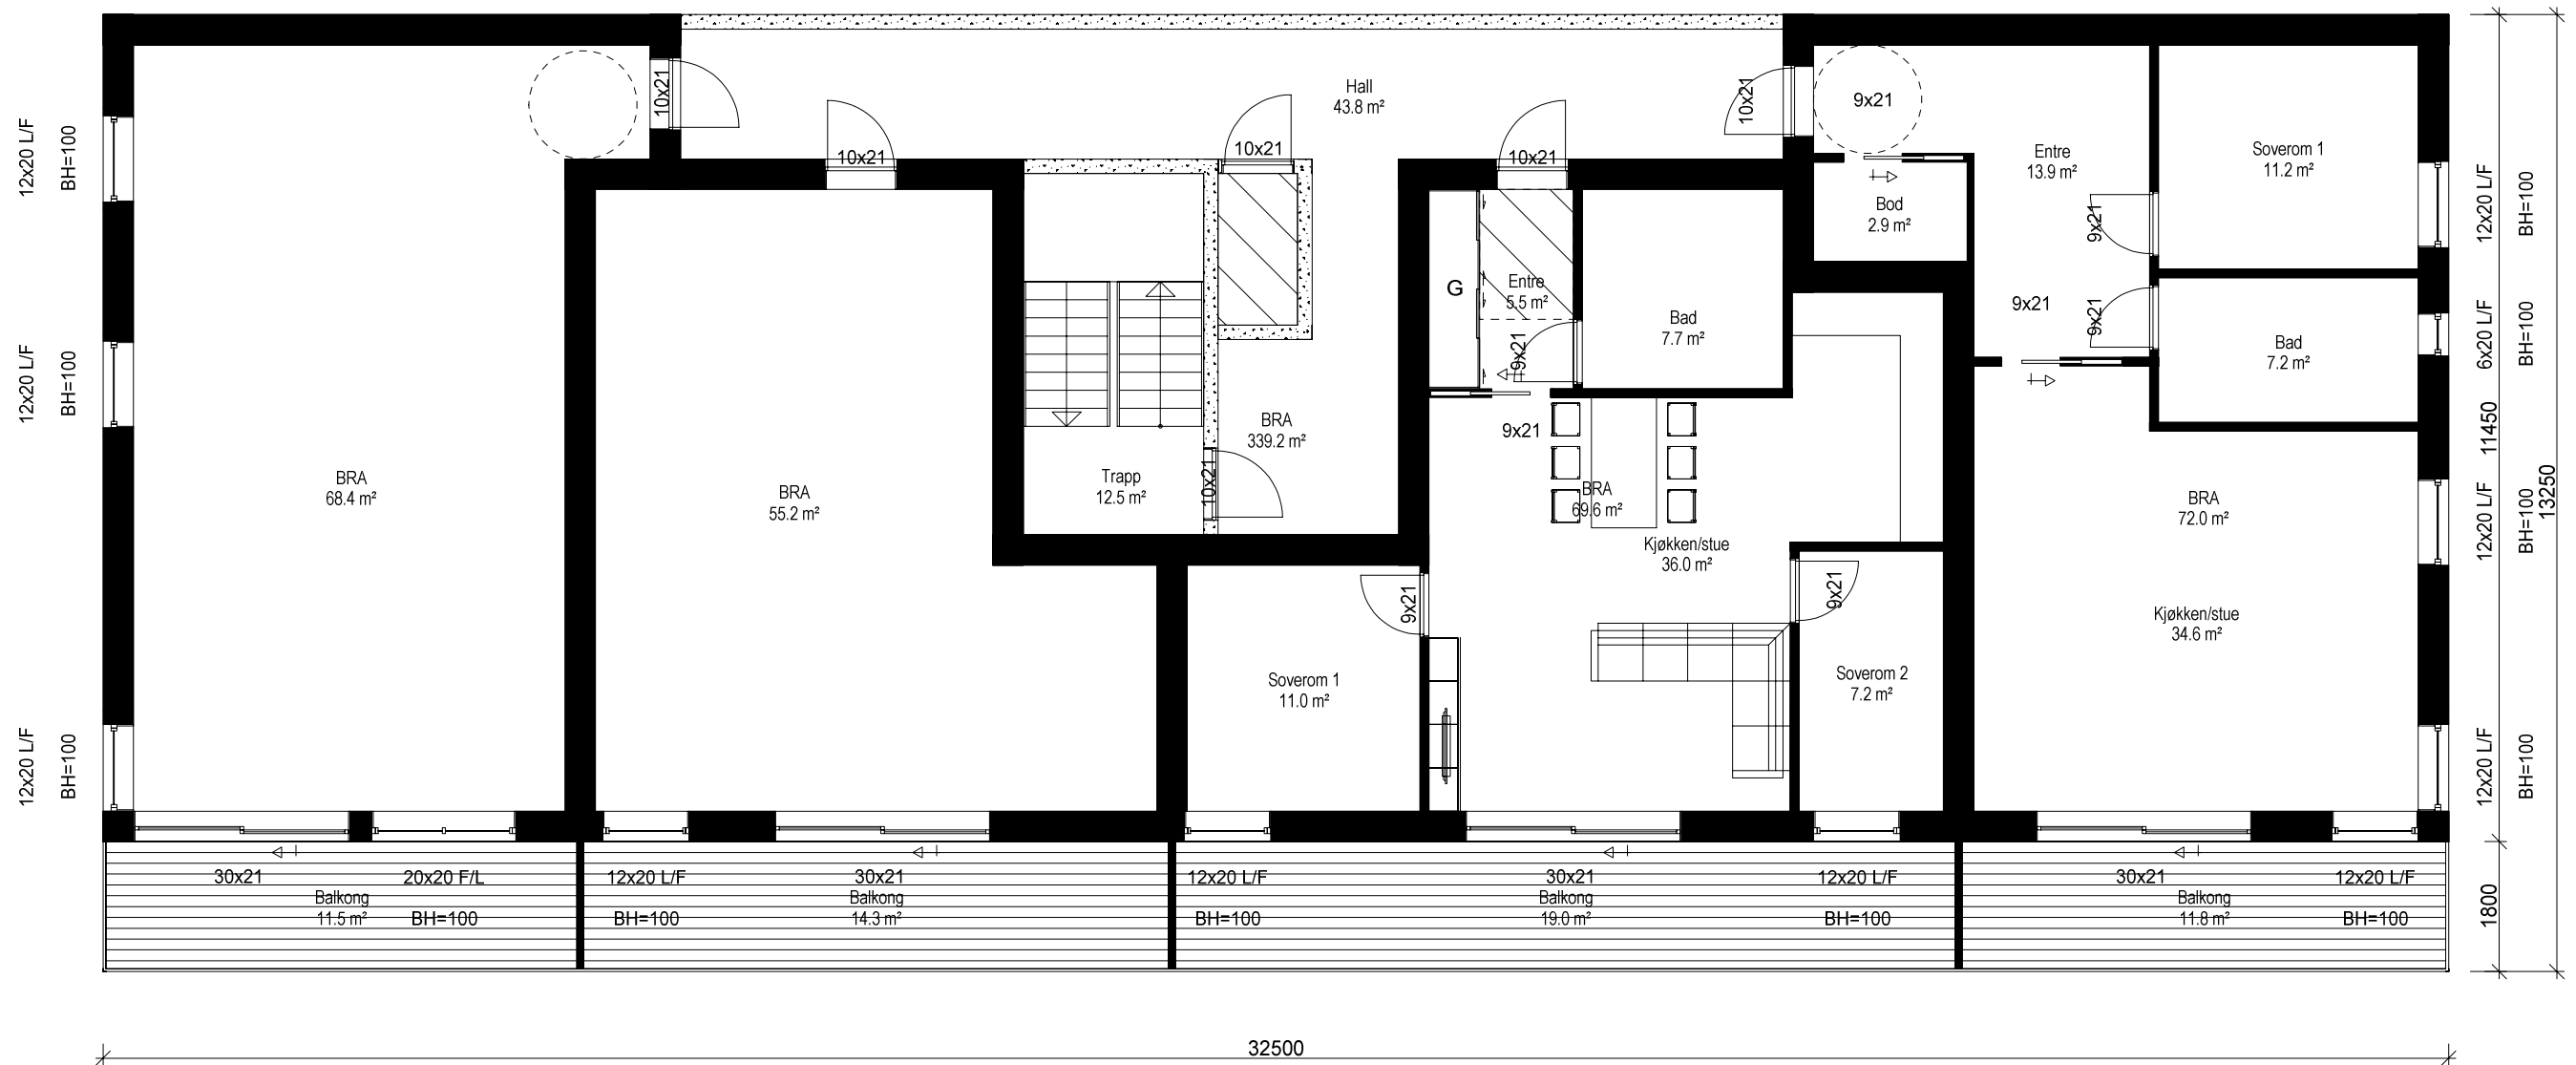 Hall
43.8 m²
10x21
10x21
10x21
10x21
10x21
9x21
Entre
13.9 m²
Soverom 1
11.2 m²
Bod
2.9 m²
9x21
9x21
9x21
Bad
7.2 m²
G
Entre
5.5 m²
9x21
Bad
7.7 m²
9x21
BRA
339.2 m²
Trapp
12.5 m²
10x21
BRA
68.4 m²
BRA
55.2 m²
BRA
69.6 m²
Kjøkken/stue
36.0 m²
BRA
72.0 m²
Kjøkken/stue
34.6 m²
9x21
9x21
Soverom 1
11.0 m²
Soverom 2
7.2 m²
12x20 L/F
BH=100
12x20 L/F
BH=100
12x20 L/F
BH=100
12x20 L/F
BH=100
6x20 L/F
BH=100
12x20 L/F
BH=100
12x20 L/F
BH=100
11450
13250
1800
30x21
20x20 F/L
Balkong
11.5 m²
BH=100
12x20 L/F
30x21
Balkong
BH=100
14.3 m²
12x20 L/F
30x21
12x20 L/F
Balkong
BH=100
19.0 m²
BH=100
30x21
12x20 L/F
Balkong
11.8 m²
BH=100
32500